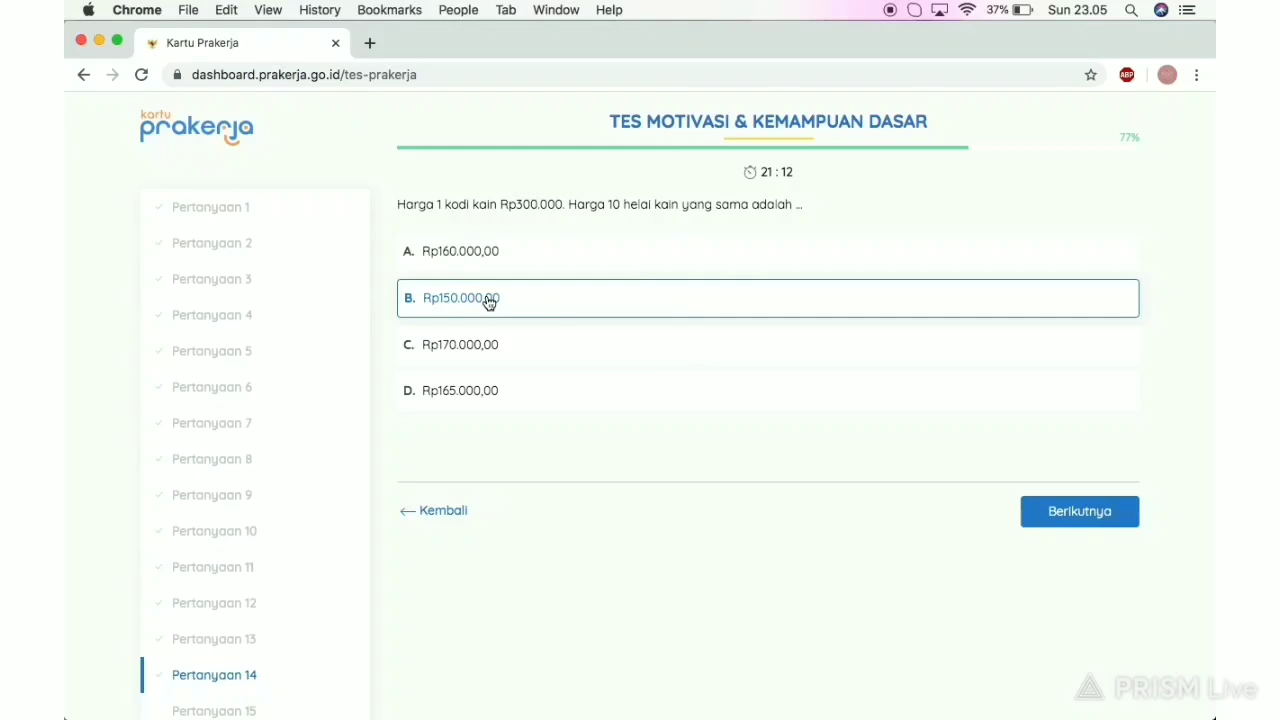 Chrome File Edit View History Bookmarks People Tab Window Help 37% Sun 23.05
Kartu Prakerja
dashboard.prakerja.go.id/tes-prakerja
ABP
kartu
prakerja
TES MOTIVASI & KEMAMPUAN DASAR
77%
21 : 12
Harga 1 kodi kain Rp300.000. Harga 10 helai kain yang sama adalah ...
A. Rp160.000,00
B. Rp150.000,00
C. Rp170.000,00
D. Rp165.000,00
Kembali
Berikutnya
Pertanyaan 1
Pertanyaan 2
Pertanyaan 3
Pertanyaan 4
Pertanyaan 5
Pertanyaan 6
Pertanyaan 7
Pertanyaan 8
Pertanyaan 9
Pertanyaan 10
Pertanyaan 11
Pertanyaan 12
Pertanyaan 13
Pertanyaan 14
Pertanyaan 15
PRISM Live